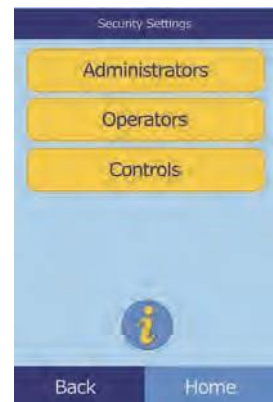 Security Settings
Administrators
Operators
Controls
i
Back Home